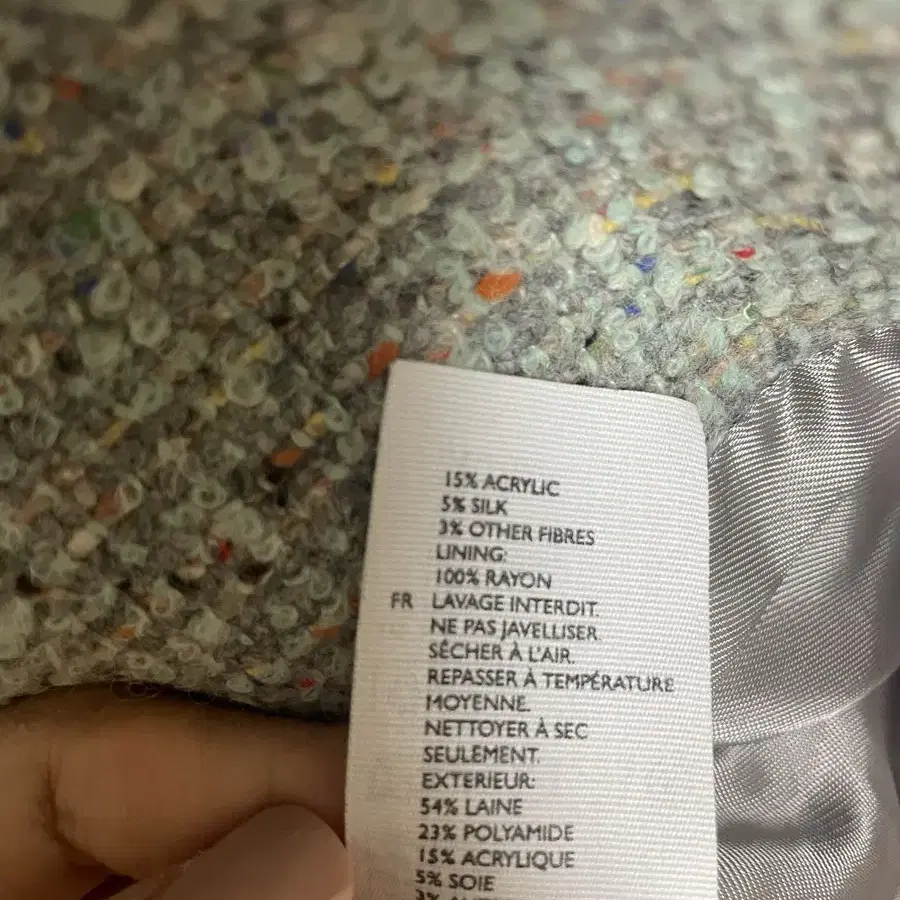 15% ACRYLIC
5% SILK
3% OTHER FIBRES
LINING:
100% RAYON
FR LAVAGE INTERDIT.
NE PAS JAVELLISER.
SÉCHER À L'AIR.
REPASSER À TEMPÉRATURE
MOYENNE.
NETTOYER À SEC
SEULEMENT.
EXTERIEUR:
54% LAINE
23% POLYAMIDE
15% ACRYLIQUE
5% SOIE